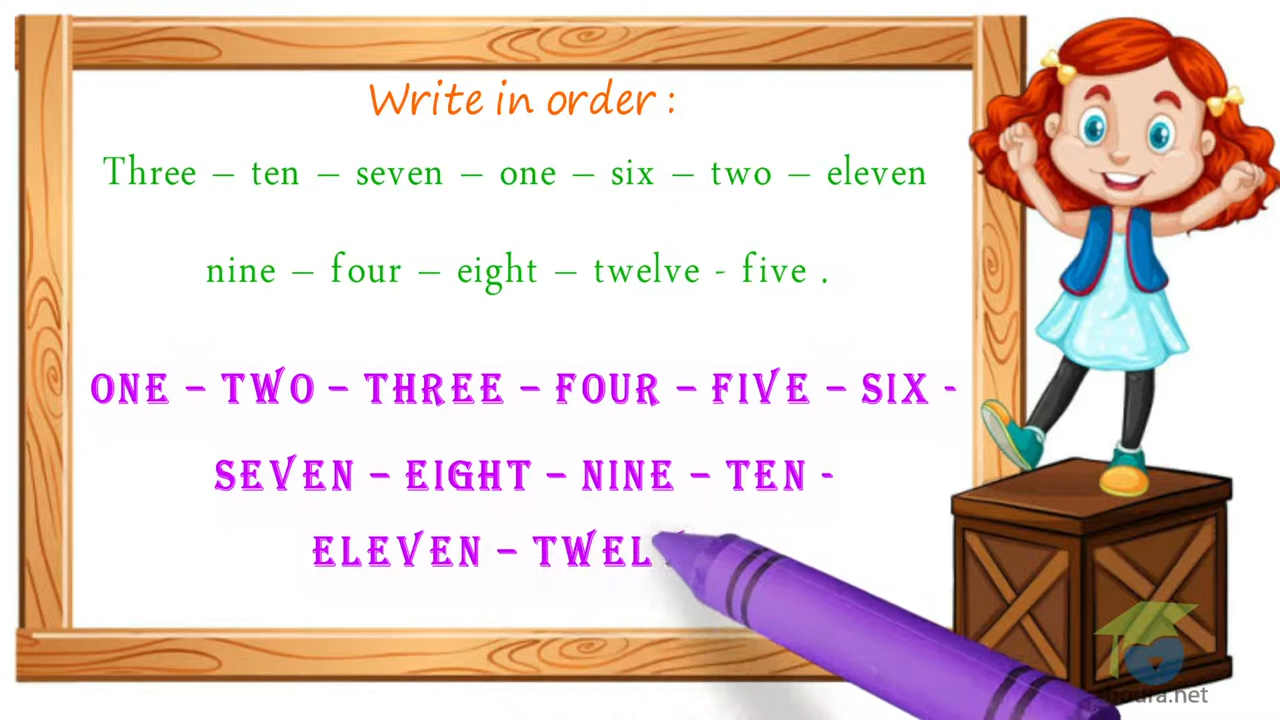 Write in order :
Three – ten – seven – one – six – two – eleven
nine – four – eight – twelve - five .
ONE – TWO – THREE – FOUR – FIVE – SIX -
SEVEN – EIGHT – NINE – TEN -
ELEVEN – TWEL